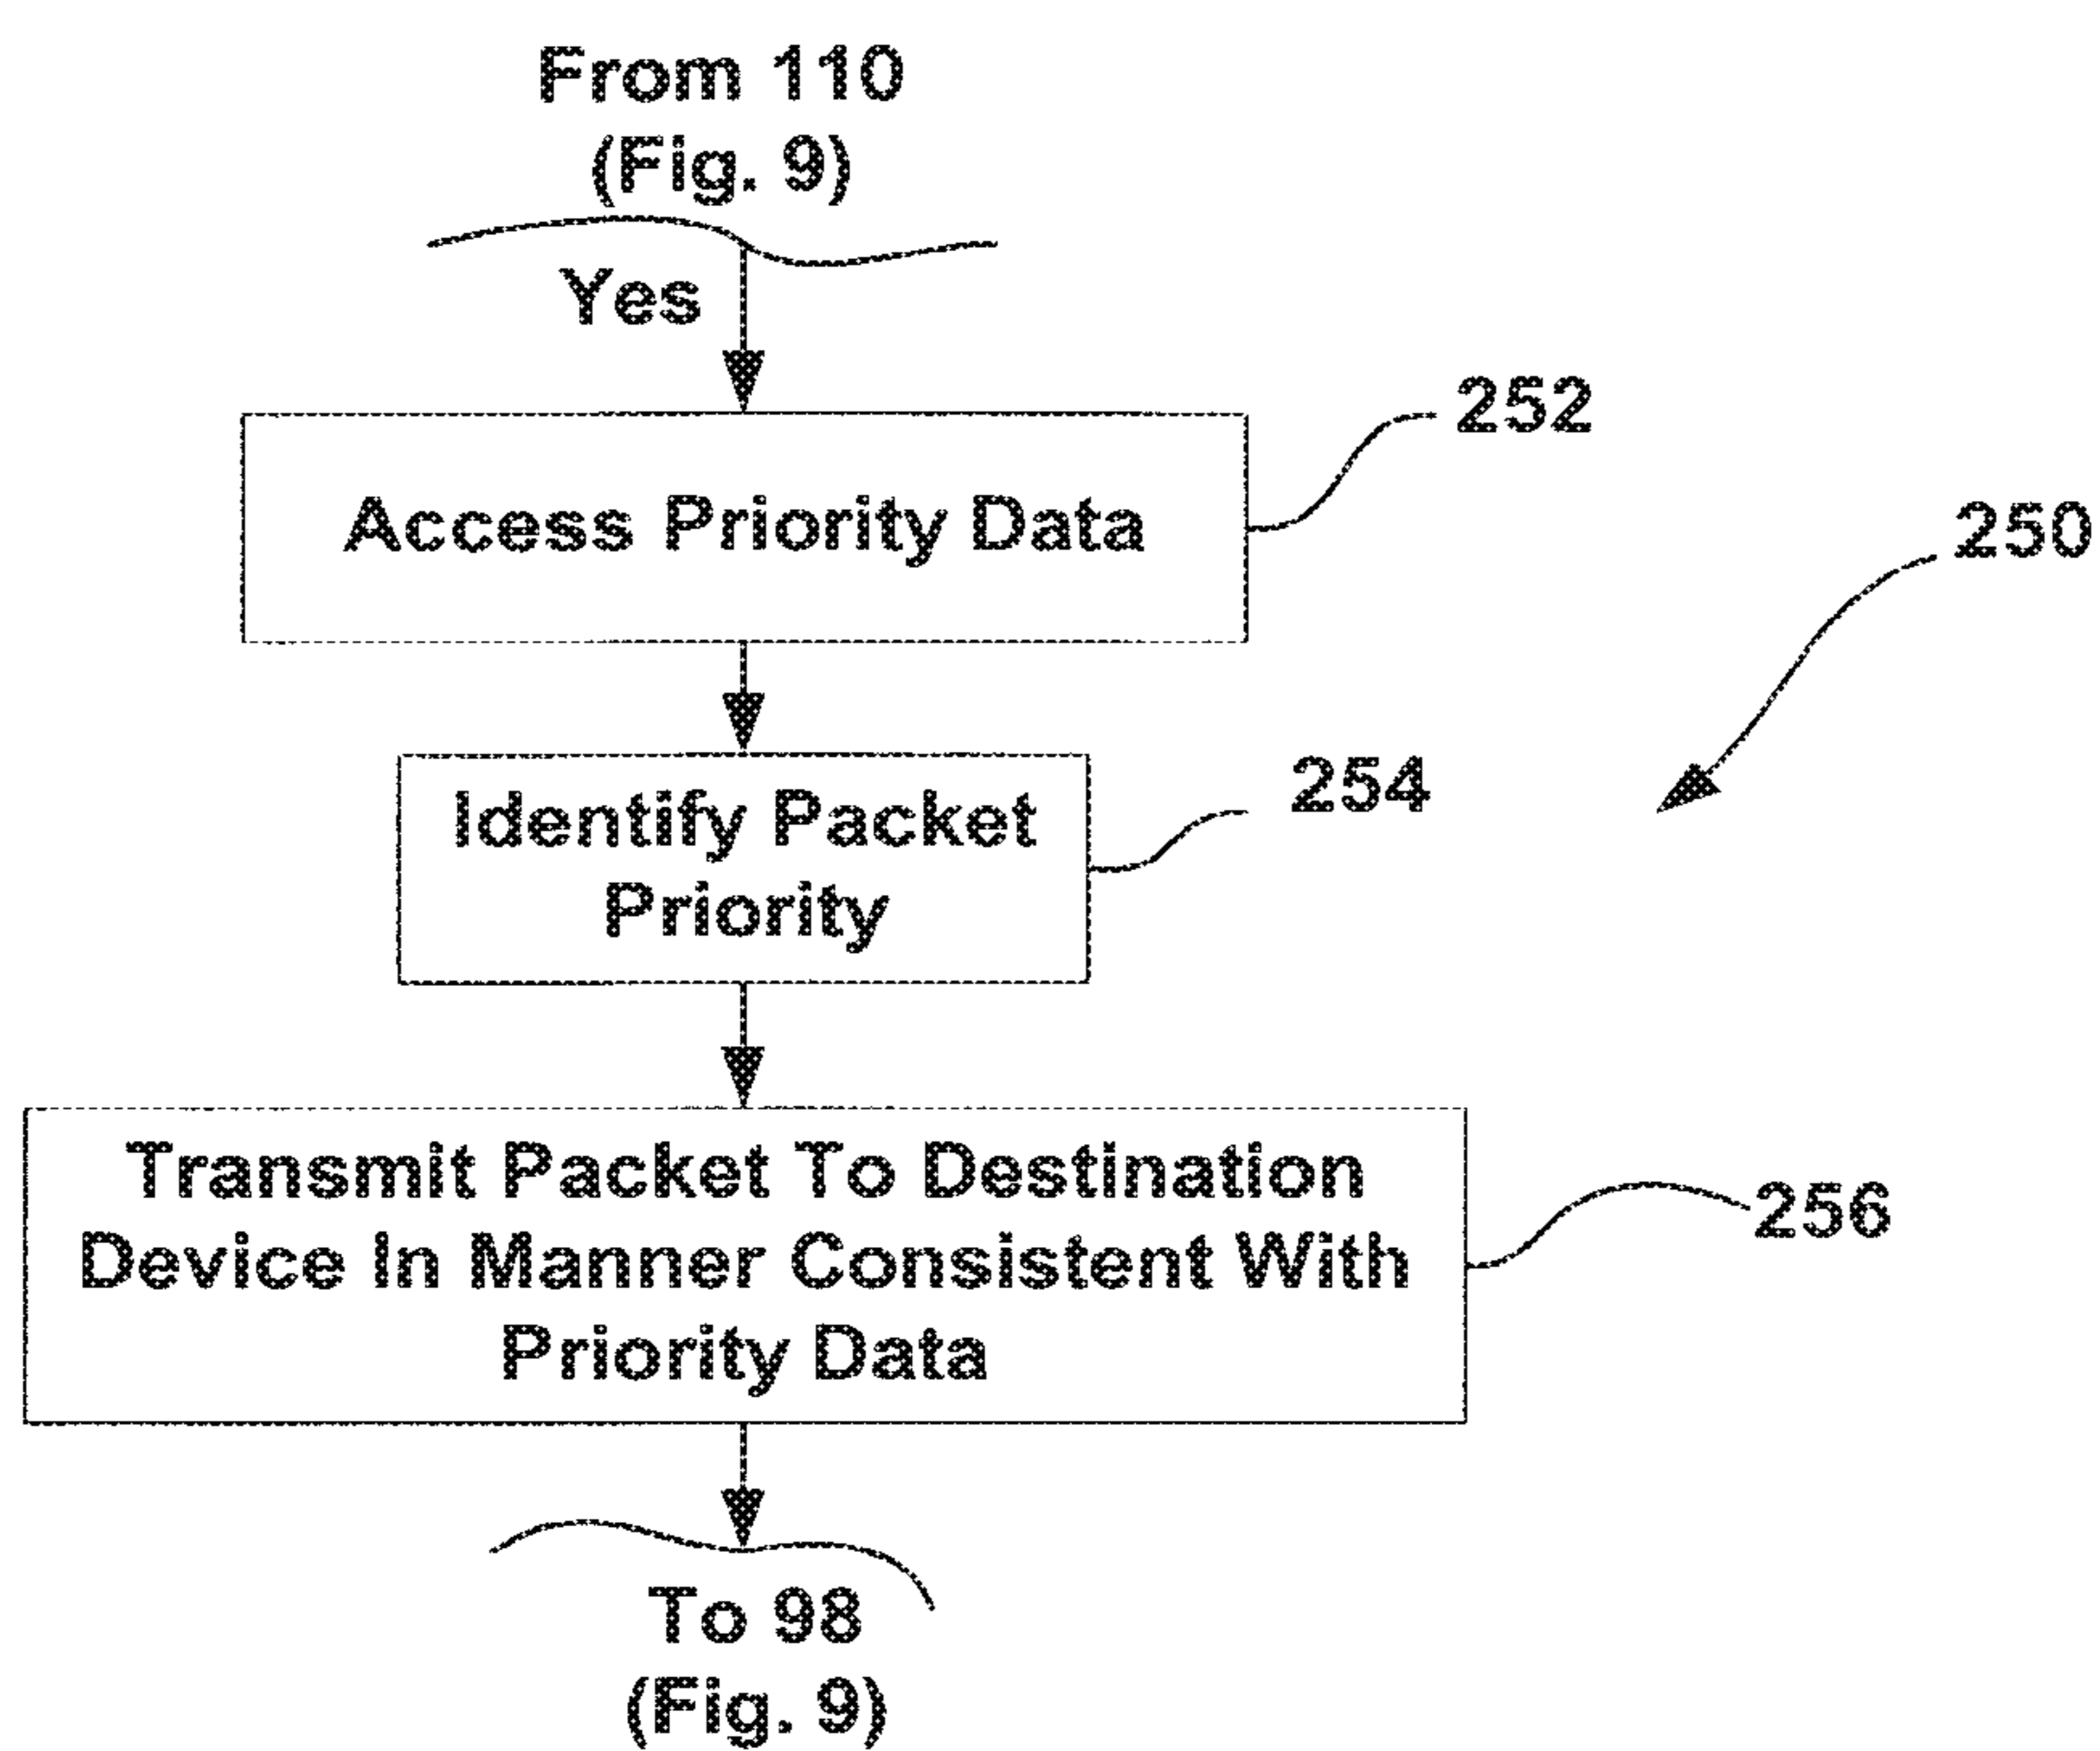 From 110
(Fig. 9)
Yes
252
Access Priority Data
250
254
Identify Packet
Priority
Transmit Packet To Destination
Device In Manner Consistent With
Priority Data
256
To 98
(Fig. 9)